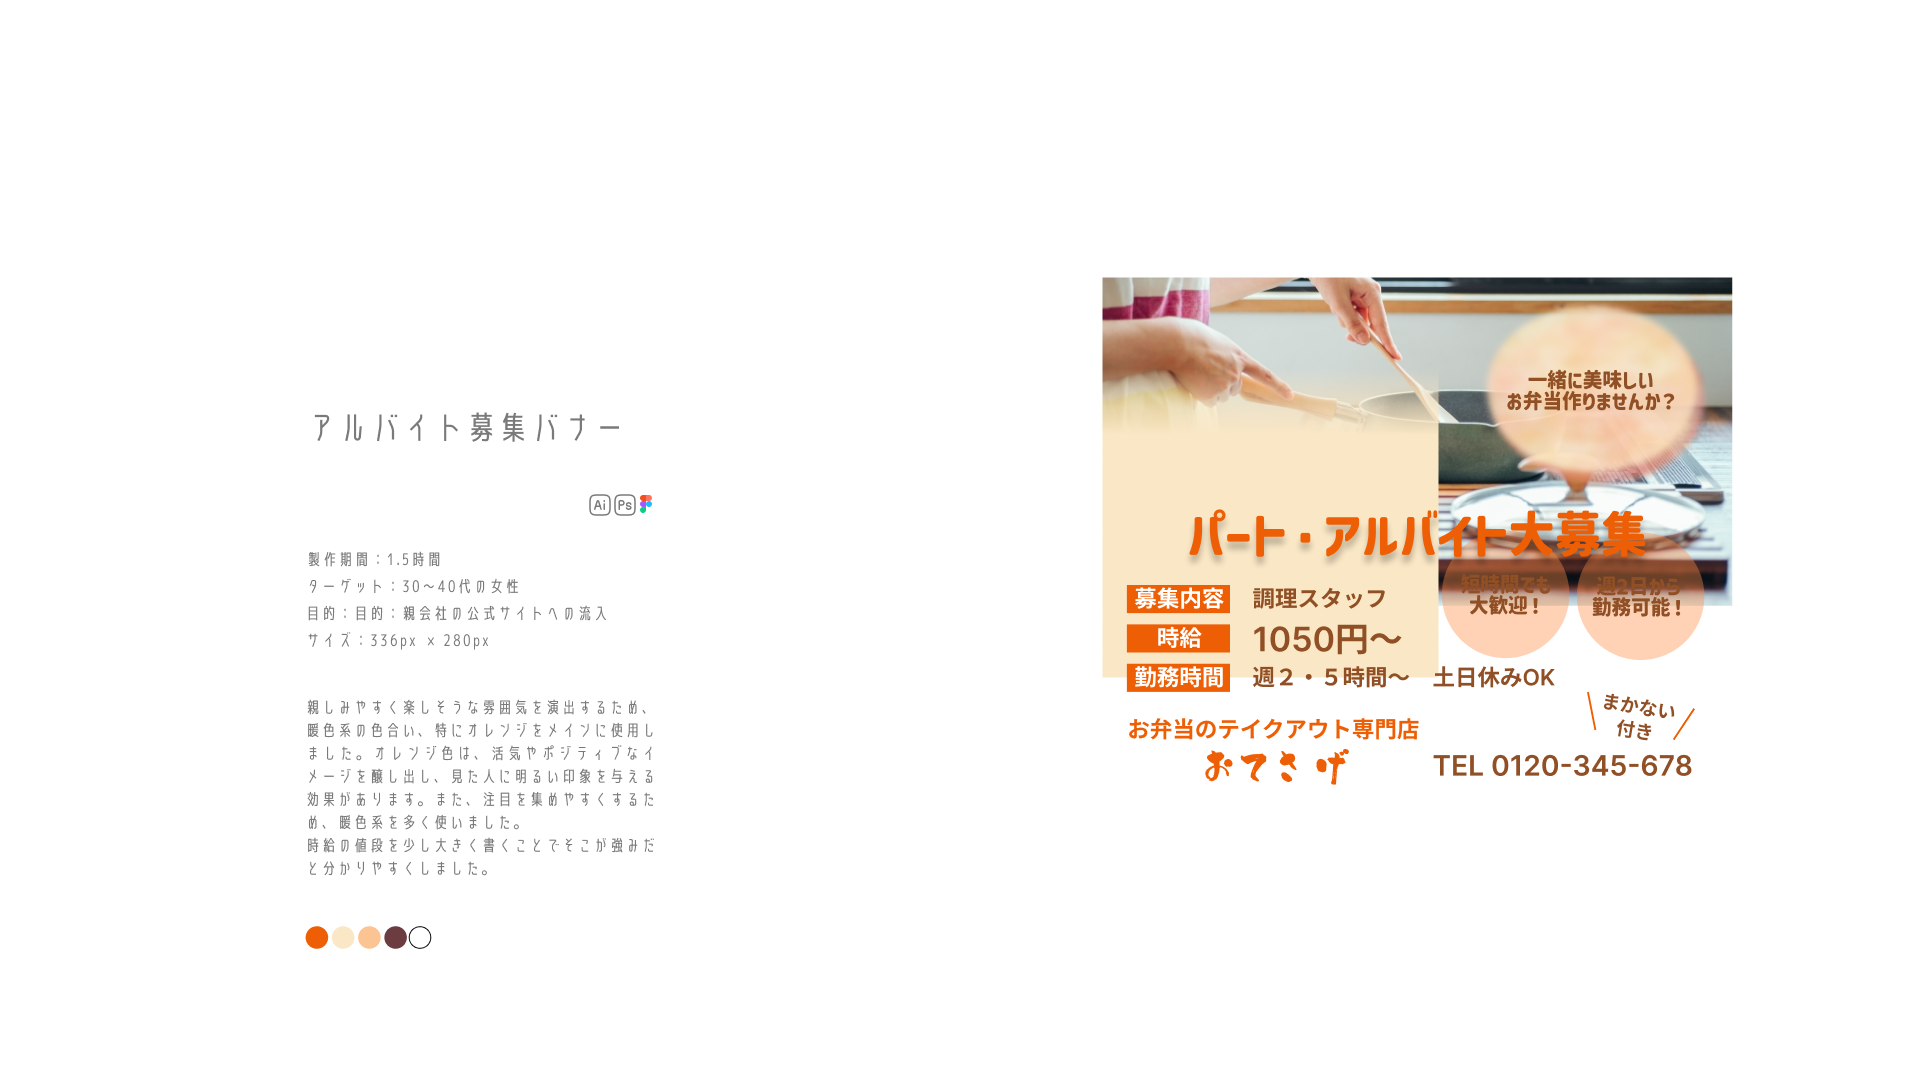 アルバイト募集バナー
Ai Ps
製作期間：1.5時間
ターゲット：30～40代の女性
目的：目的：親会社の公式サイトへの流入
サイズ：336px × 280px
親しみやすく楽しそうな雰囲気を演出するため、
暖色系の色合い、特にオレンジをメインに使用し
ました。オレンジ色は、活気やポジティブなイ
メージを醸し出し、見た人に明るい印象を与える
効果があります。また、注目を集めやすくするた
め、暖色系を多く使いました。
時給の値段を少し大きく書くことでそこが強みだ
と分かりやすくしました。
一緒に美味しい
お弁当作りませんか？
パート・アルバイト大募集
短時間でも
大歓迎！
週2日から
勤務可能！
募集内容 調理スタッフ
時給 1050円～
勤務時間 週２・５時間～ 土日休みOK
まかない
付き
お弁当のテイクアウト専門店
おてさげ
TEL 0120-345-678